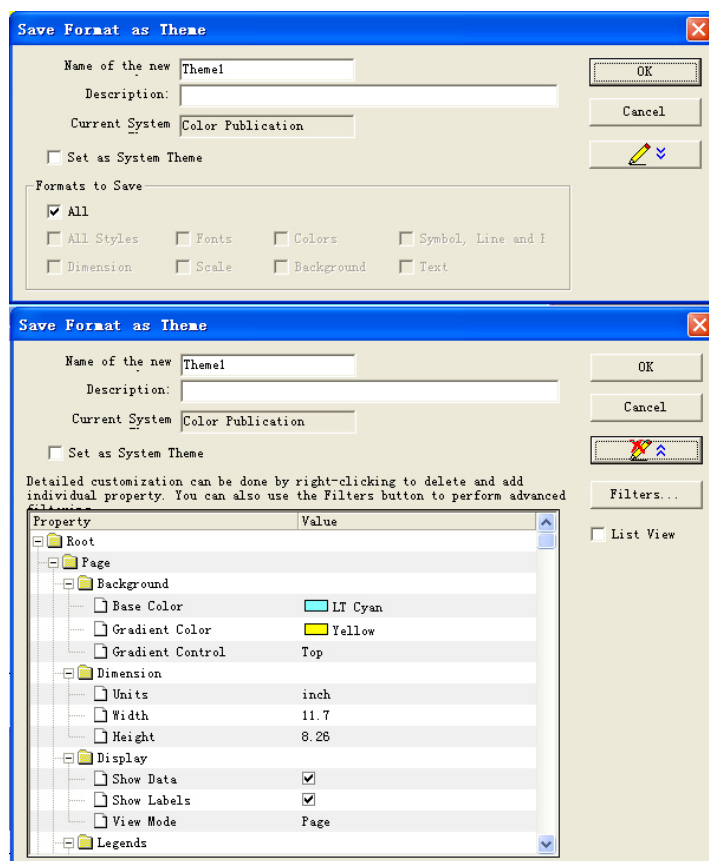 Save Format as Theme
Name of the new Theme1
Description:
Current System Color Publication
Set as System Theme
OK
Cancel
Formats to Save
All
All Styles Fonts Colors Symbol, Line and F
Dimension Scale Background Text
Save Format as Theme
Name of the new Theme1
Description:
Current System Color Publication
Set as System Theme
OK
Cancel
Filters...
List View
Detailed customization can be done by right-clicking to delete and add
individual property. You can also use the Filters button to perform advanced
Property Value
Root
Page
Background
Base Color LT Cyan
Gradient Color Yellow
Gradient Control Top
Dimension
Units inch
Width 11.7
Height 8.26
Display
Show Data
Show Labels
View Mode Page
Legends